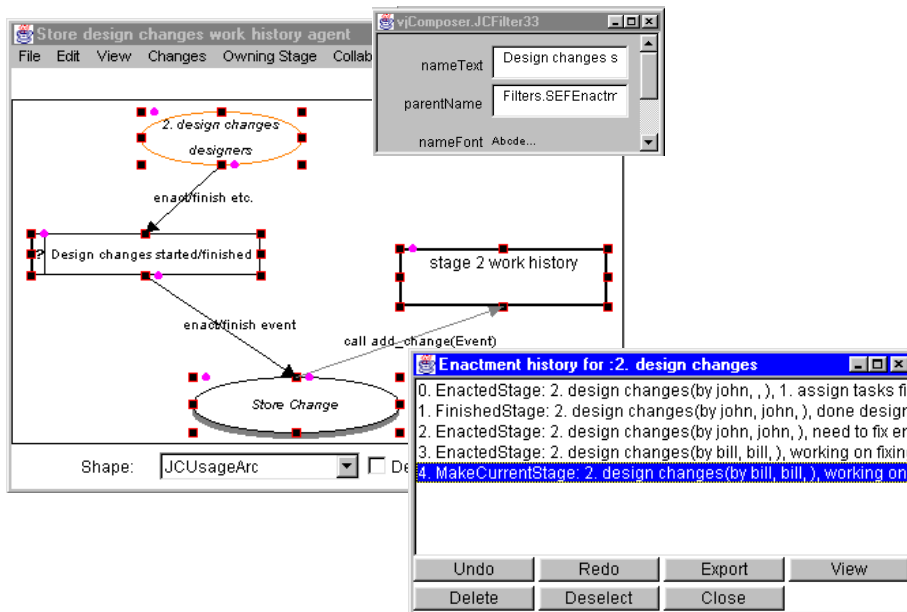 Store design changes work history agent
File Edit View Changes Owning Stage Collab
vjComposer.JCFilter33
nameText Design changes s
parentName Filters.SEFEnactm
nameFont Abcde...
2. design changes
designers
enact/finish etc.
? Design changes started/finished
stage 2 work history
enact/finish event
call add_change(Event)
Store Change
Shape: JCUsageArc De
Enactment history for :2. design changes
0. EnactedStage: 2. design changes(by john, , ), 1. assign tasks fi
1. FinishedStage: 2. design changes(by john, john, ), done design
2. EnactedStage: 2. design changes(by john, john, ), need to fix er
3. EnactedStage: 2. design changes(by bill, bill, ), working on fixing
4. MakeCurrentStage: 2. design changes(by bill, bill, ), working on
Undo Redo Export View
Delete Deselect Close